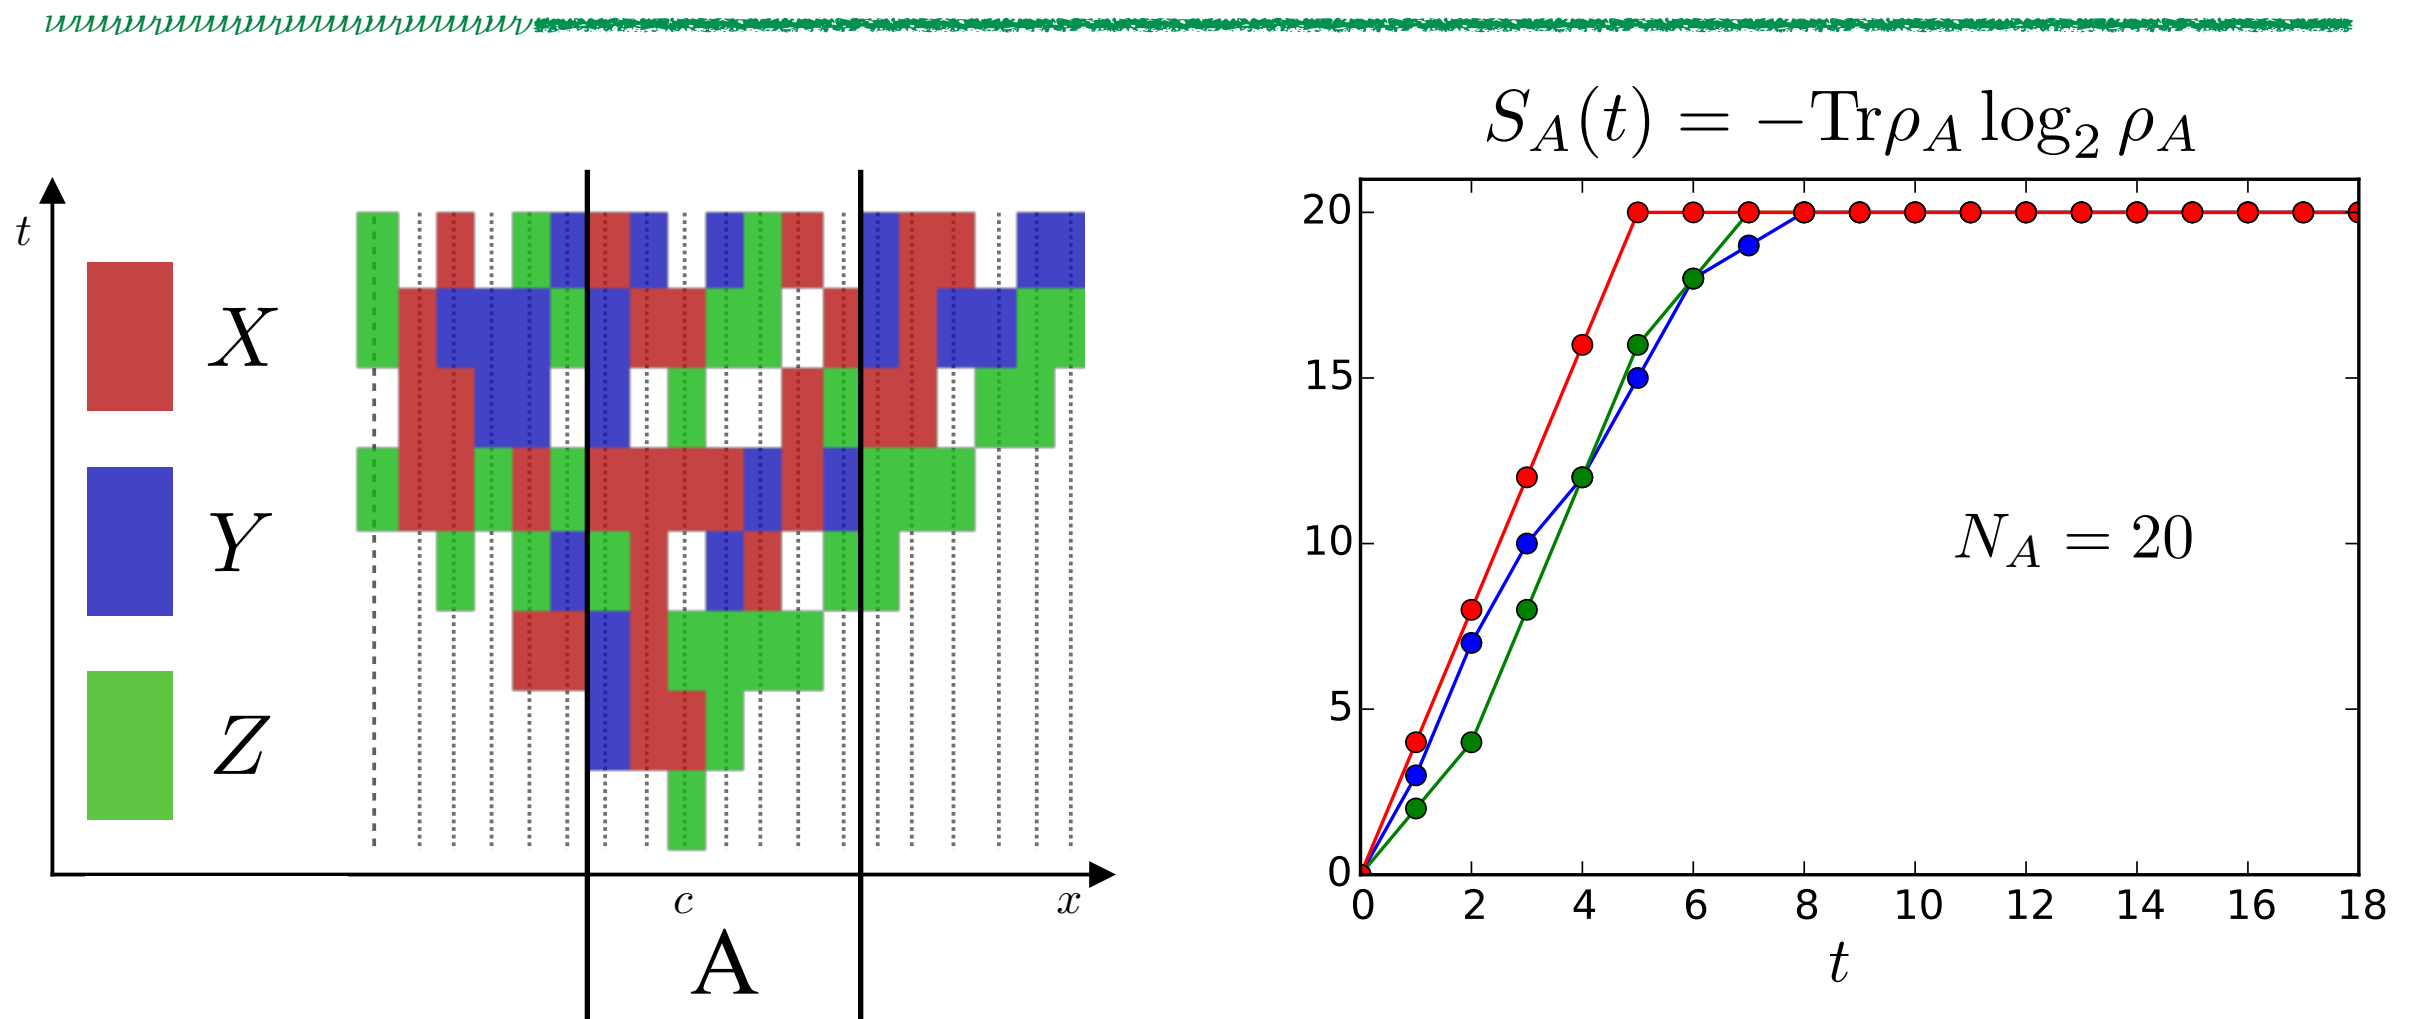 S_A(t) = −Trρ_A log₂ ρ_A
t
X
Y
Z
c
x
A
20
15
10
5
0
N_A = 20
0 2 4 6 8 10 12 14 16 18
t